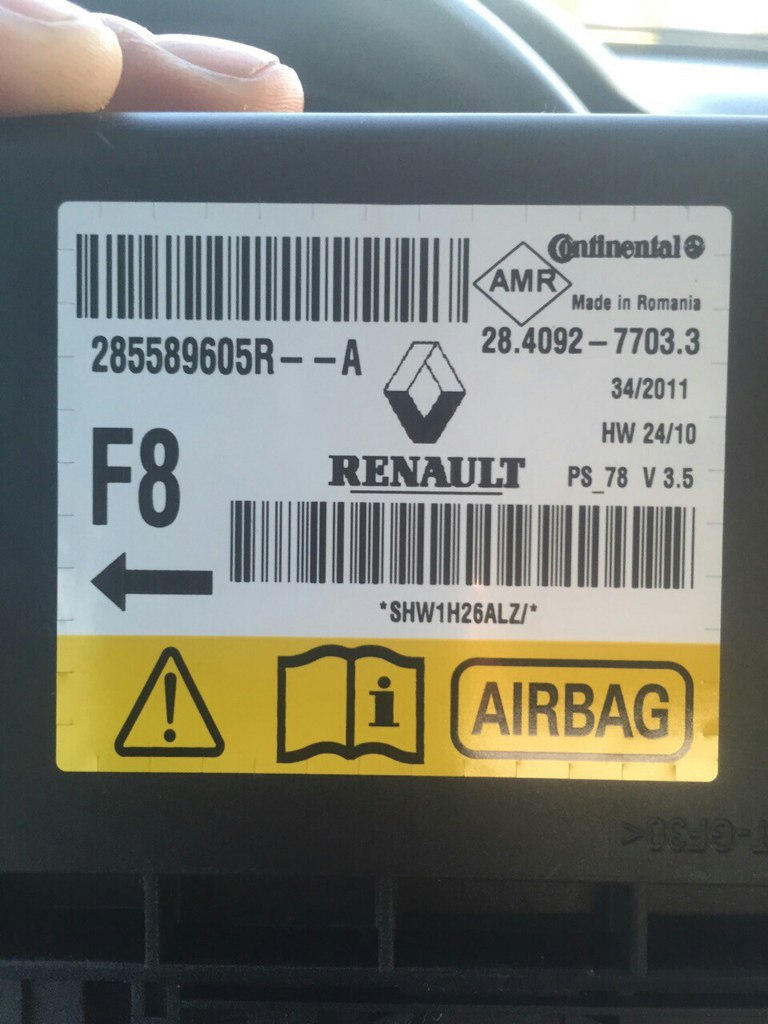 Continental
AMR
Made in Romania
285589605R--A
28.4092-7703.3
34/2011
HW 24/10
F8
RENAULT
PS_78 V 3.5
*SHW1H26ALZ/*
i
AIRBAG
T-GF30<